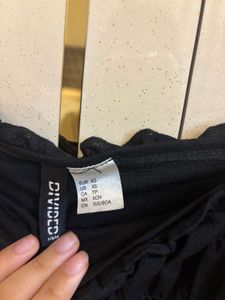 DIVIDED
H&M
EUR XS
US XS
CA TP
MX XCH
CN 155/80A